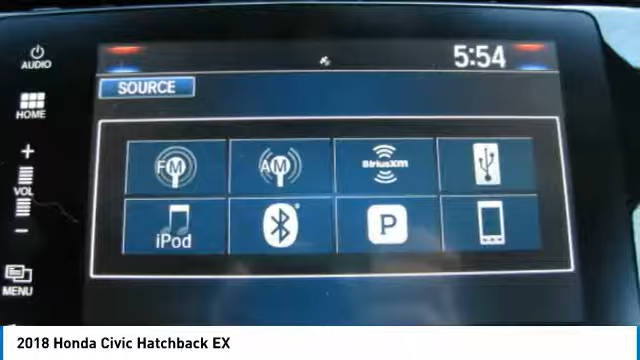 AUDIO
5:54
SOURCE
HOME
+
VOL
-
FM
AM
SiriusXM
iPod
P
MENU
2018 Honda Civic Hatchback EX